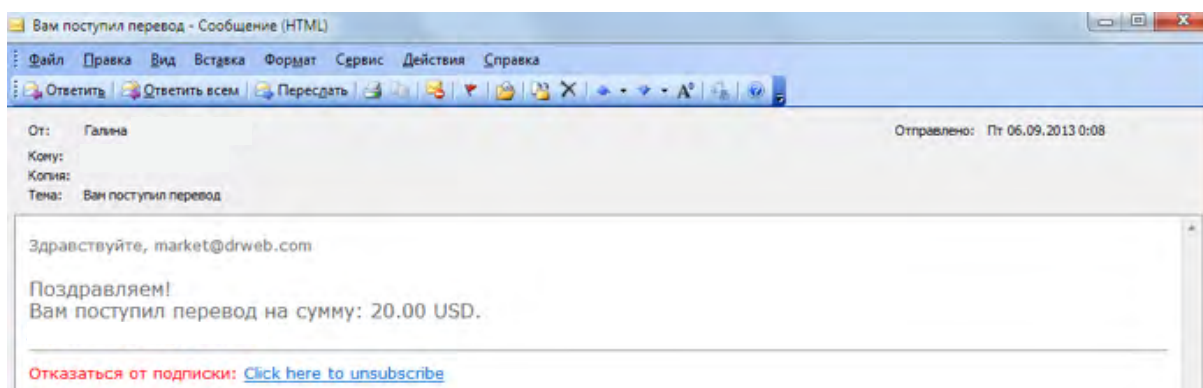 Вам поступил перевод - Сообщение (HTML)
Файл Правка Вид Вставка Формат Сервис Действия Справка
Ответить Ответить всем Переслать
От: Галина Отправлено: Пт 06.09.2013 0:08
Кому:
Копия:
Тема: Вам поступил перевод
Здравствуйте, market@drweb.com
Поздравляем!
Вам поступил перевод на сумму: 20.00 USD.
Отказаться от подписки: Click here to unsubscribe